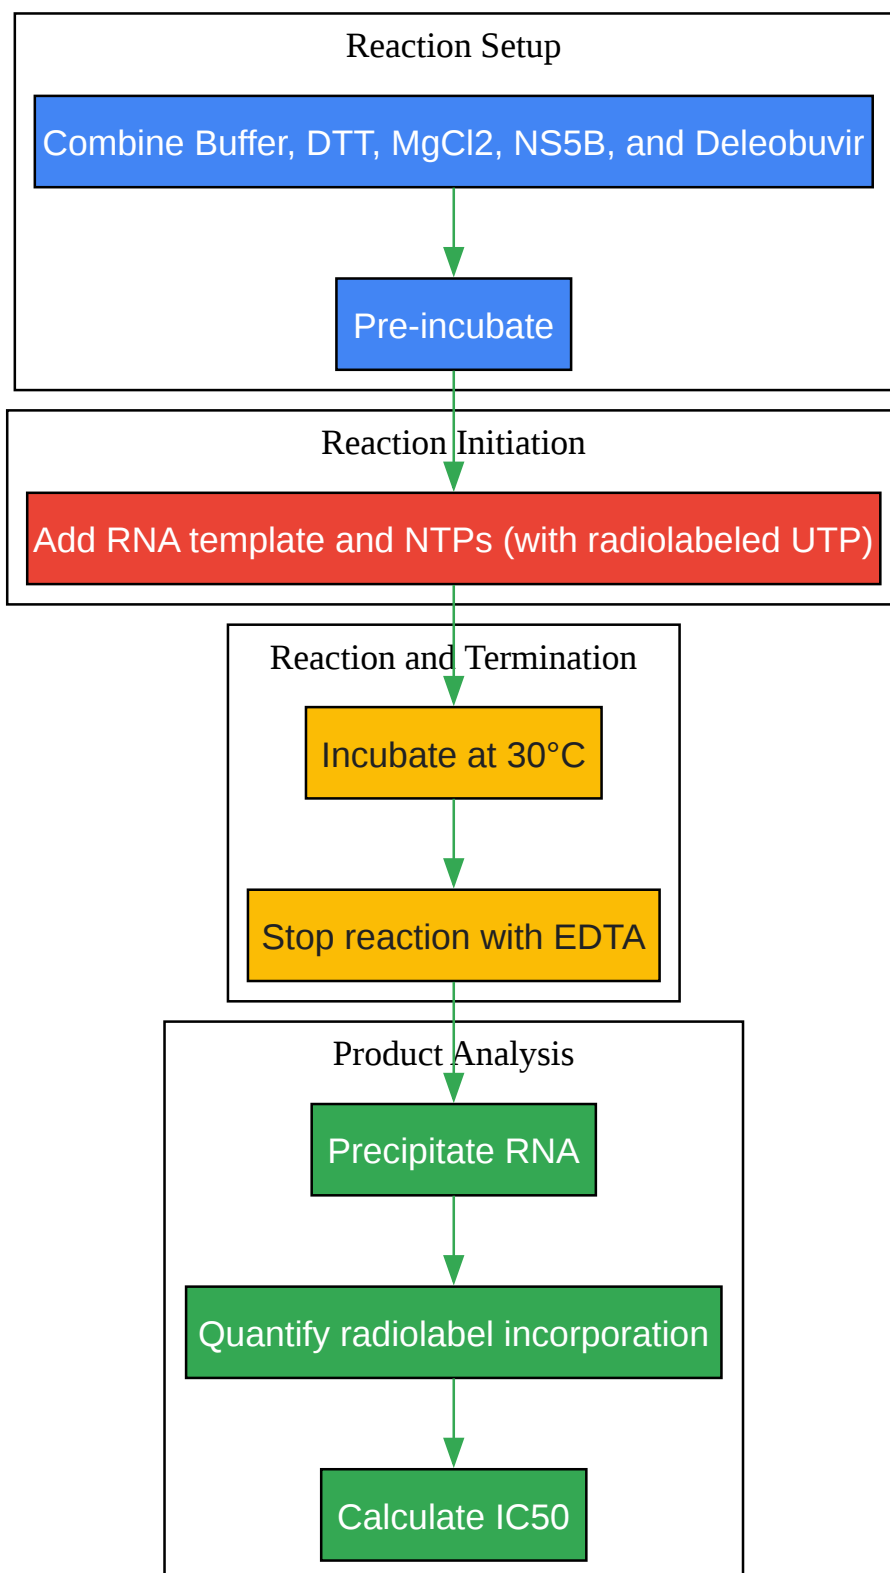 Reaction Setup
Combine Buffer, DTT, MgCl2, NS5B, and Deleobuvir
Pre-incubate
Reaction Initiation
Add RNA template and NTPs (with radiolabeled UTP)
Reaction and Termination
Incubate at 30°C
Stop reaction with EDTA
Product Analysis
Precipitate RNA
Quantify radiolabel incorporation
Calculate IC50